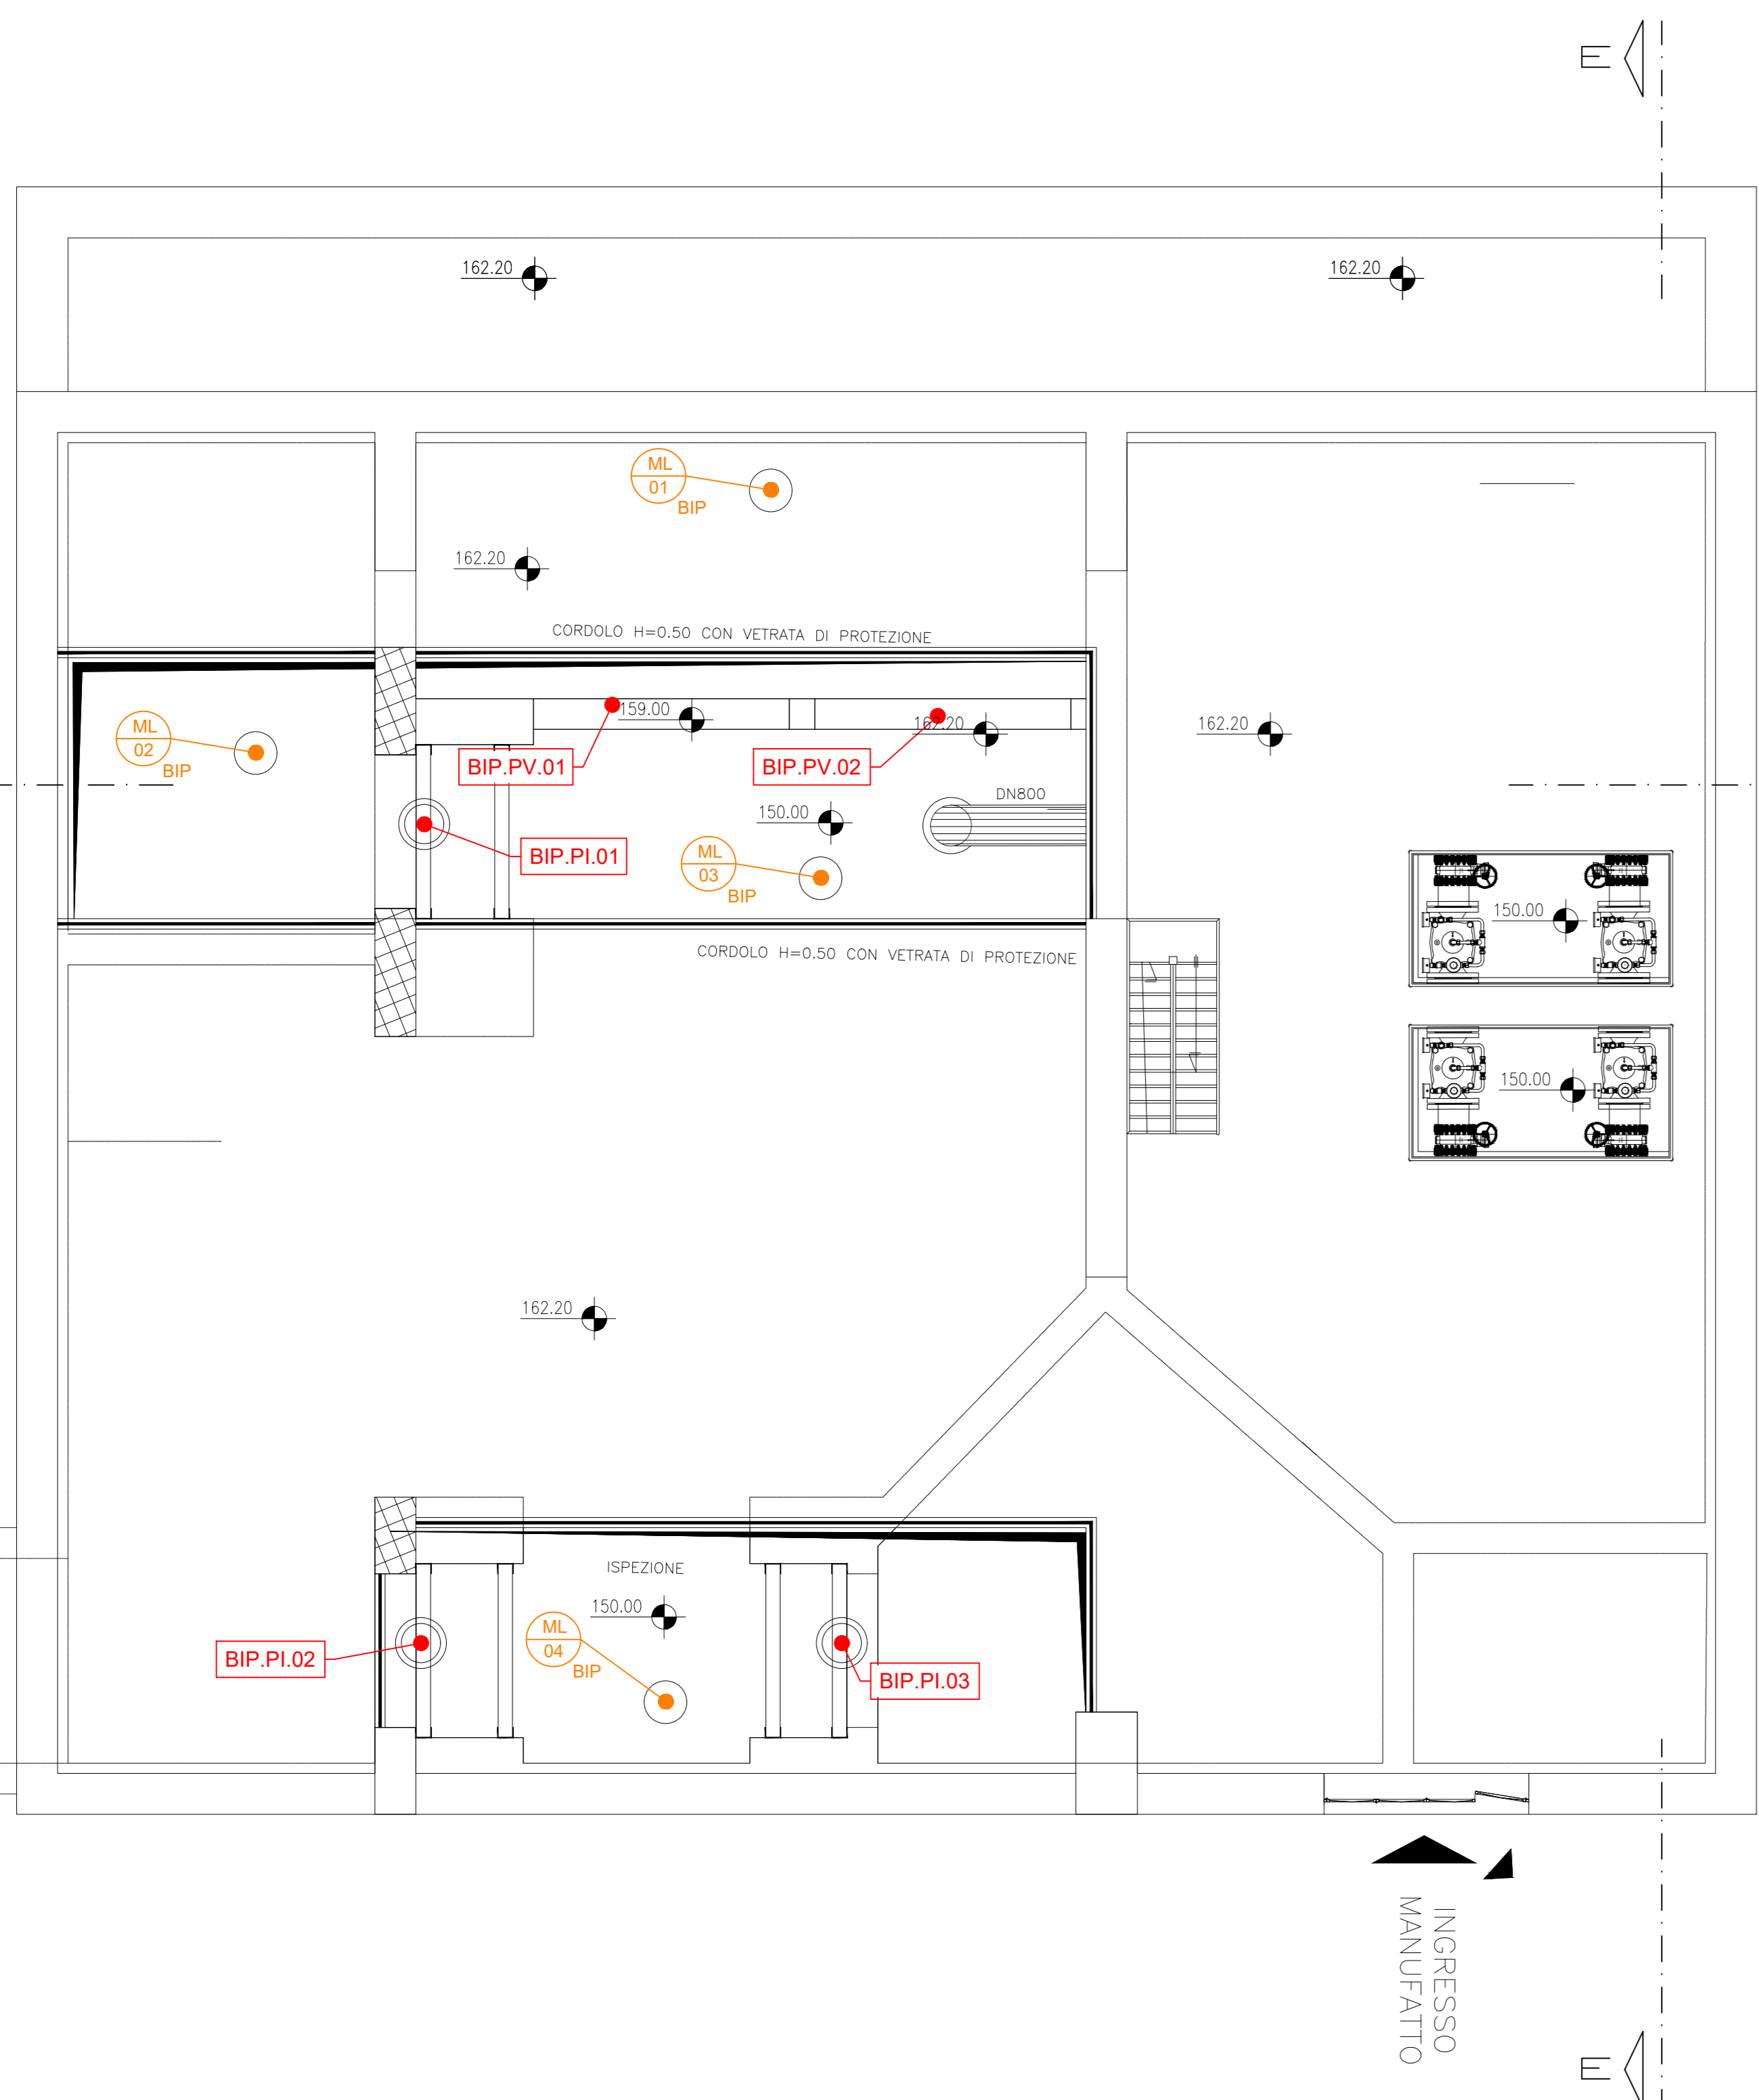 E
162.20
162.20
ML
01
BIP
162.20
CORDOLO H=0.50 CON VETRATA DI PROTEZIONE
ML
02
BIP
159.00
162.20
162.20
BIP.PV.01
BIP.PV.02
DN800
150.00
BIP.PI.01
ML
03
BIP
150.00
CORDOLO H=0.50 CON VETRATA DI PROTEZIONE
150.00
162.20
ISPEZIONE
150.00
ML
04
BIP
BIP.PI.02
BIP.PI.03
INGRESSO
MANUFATTO
E